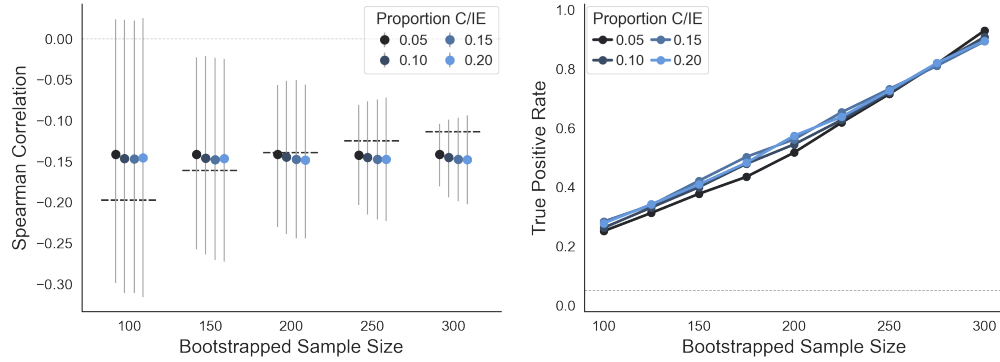 Proportion C/IE
0.05 0.15
0.10 0.20
0.00
−0.05
−0.10
−0.15
−0.20
−0.25
−0.30
Spearman Correlation
100 150 200 250 300
Bootstrapped Sample Size
Proportion C/IE
0.05 0.15
0.10 0.20
1.0
0.8
0.6
0.4
0.2
0.0
True Positive Rate
100 150 200 250 300
Bootstrapped Sample Size